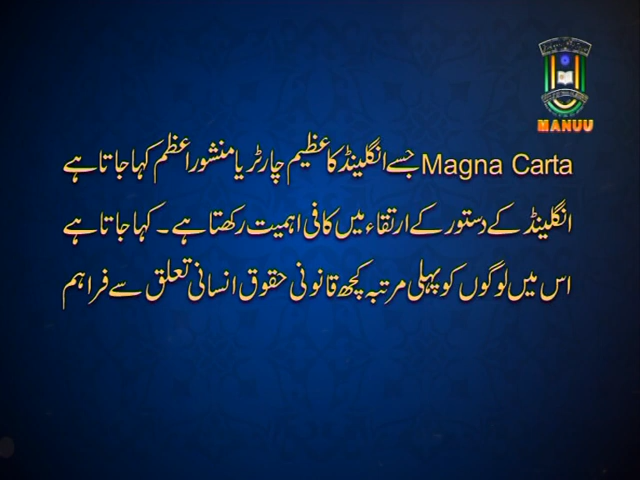 MANUU
Magna Carta جسے انگلینڈ کا عظیم چارٹر یا منشور اعظم کہا جاتا ہے
انگلینڈ کے دستور کے ارتقاء میں کافی اہمیت رکھتا ہے۔ کہا جاتا ہے
اس میں لوگوں کو پہلی مرتبہ کچھ قانونی حقوق انسانی تعلق سے فراہم